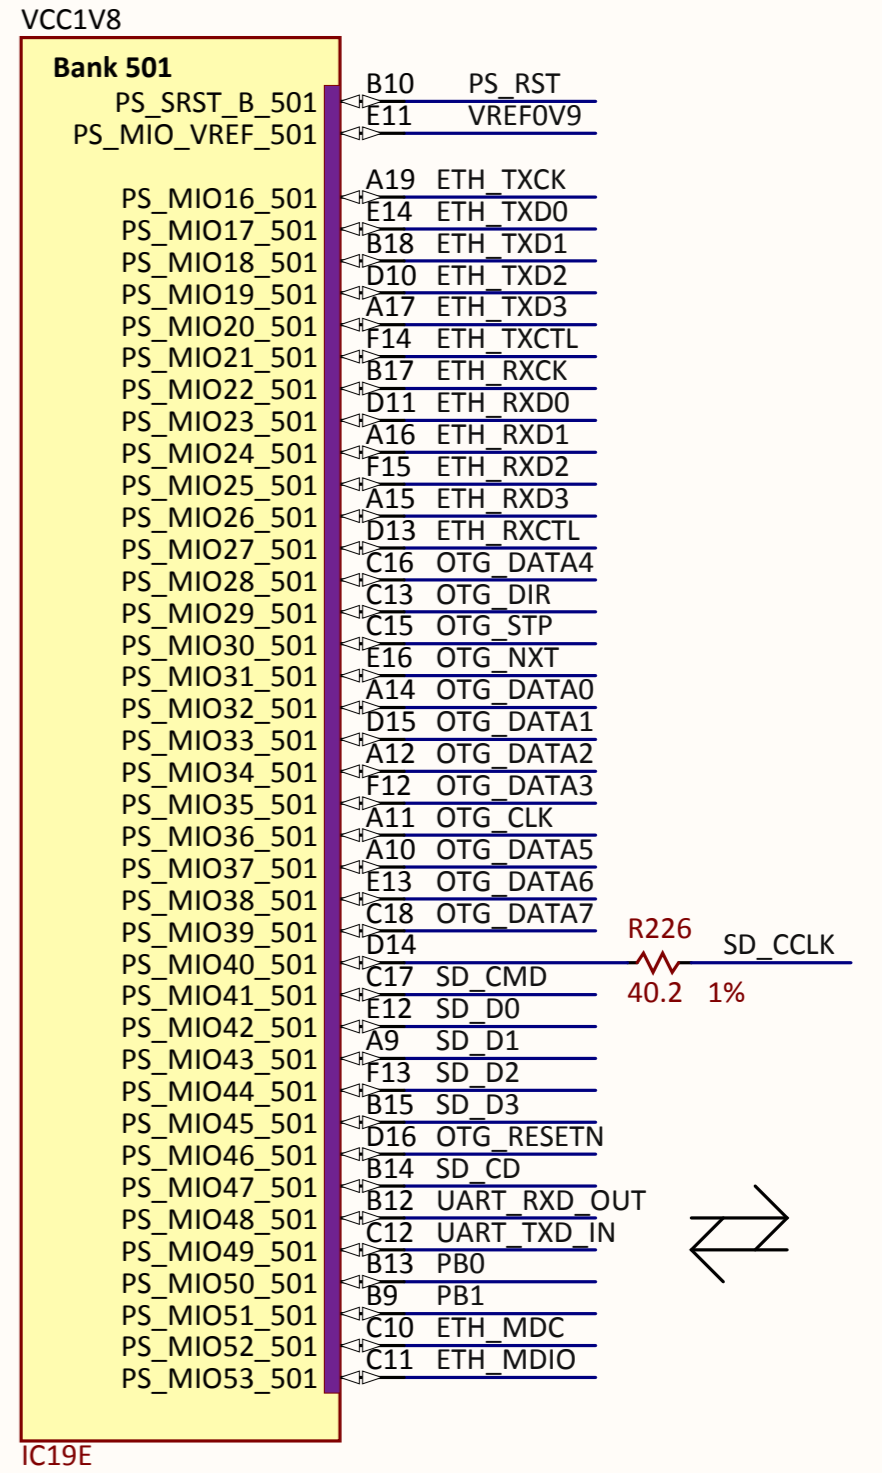 VCC1V8
Bank 501
PS_SRST_B_501 B10 PS_RST
PS_MIO_VREF_501 E11 VREF0V9
PS_MIO16_501 A19 ETH_TXCK
PS_MIO17_501 E14 ETH_TXD0
PS_MIO18_501 B18 ETH_TXD1
PS_MIO19_501 D10 ETH_TXD2
PS_MIO20_501 A17 ETH_TXD3
PS_MIO21_501 F14 ETH_TXCTL
PS_MIO22_501 B17 ETH_RXCK
PS_MIO23_501 D11 ETH_RXD0
PS_MIO24_501 A16 ETH_RXD1
PS_MIO25_501 F15 ETH_RXD2
PS_MIO26_501 A15 ETH_RXD3
PS_MIO27_501 D13 ETH_RXCTL
PS_MIO28_501 C16 OTG_DATA4
PS_MIO29_501 C13 OTG_DIR
PS_MIO30_501 C15 OTG_STP
PS_MIO31_501 E16 OTG_NXT
PS_MIO32_501 A14 OTG_DATA0
PS_MIO33_501 D15 OTG_DATA1
PS_MIO34_501 A12 OTG_DATA2
PS_MIO35_501 F12 OTG_DATA3
PS_MIO36_501 A11 OTG_CLK
PS_MIO37_501 A10 OTG_DATA5
PS_MIO38_501 E13 OTG_DATA6
PS_MIO39_501 C18 OTG_DATA7
R226
PS_MIO40_501 D14 SD_CCLK
40.2 1%
PS_MIO41_501 C17 SD_CMD
PS_MIO42_501 E12 SD_D0
PS_MIO43_501 A9 SD_D1
PS_MIO44_501 F13 SD_D2
PS_MIO45_501 B15 SD_D3
PS_MIO46_501 D16 OTG_RESETN
PS_MIO47_501 B14 SD_CD
PS_MIO48_501 B12 UART_RXD_OUT
PS_MIO49_501 C12 UART_TXD_IN
PS_MIO50_501 B13 PB0
PS_MIO51_501 B9 PB1
PS_MIO52_501 C10 ETH_MDC
PS_MIO53_501 C11 ETH_MDIO
IC19E